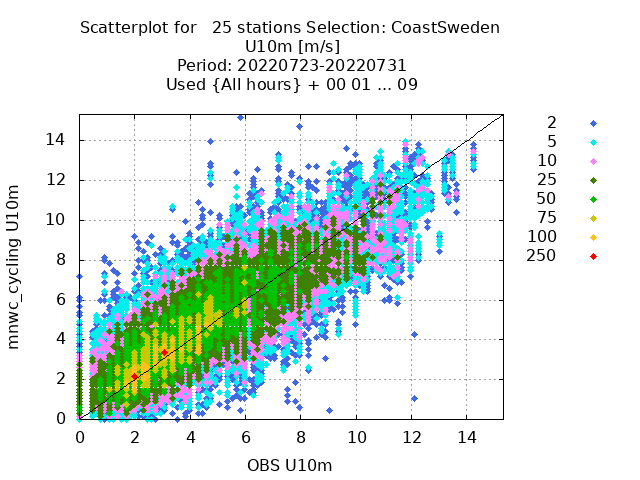 Scatterplot for   25 stations Selection: CoastSweden
U10m [m/s]
Period: 20220723-20220731
Used {All hours} + 00 01 ... 09
mnwc_cycling U10m
14
12
10
8
6
4
2
0
0 2 4 6 8 10 12 14
OBS U10m
2
5
10
25
50
75
100
250